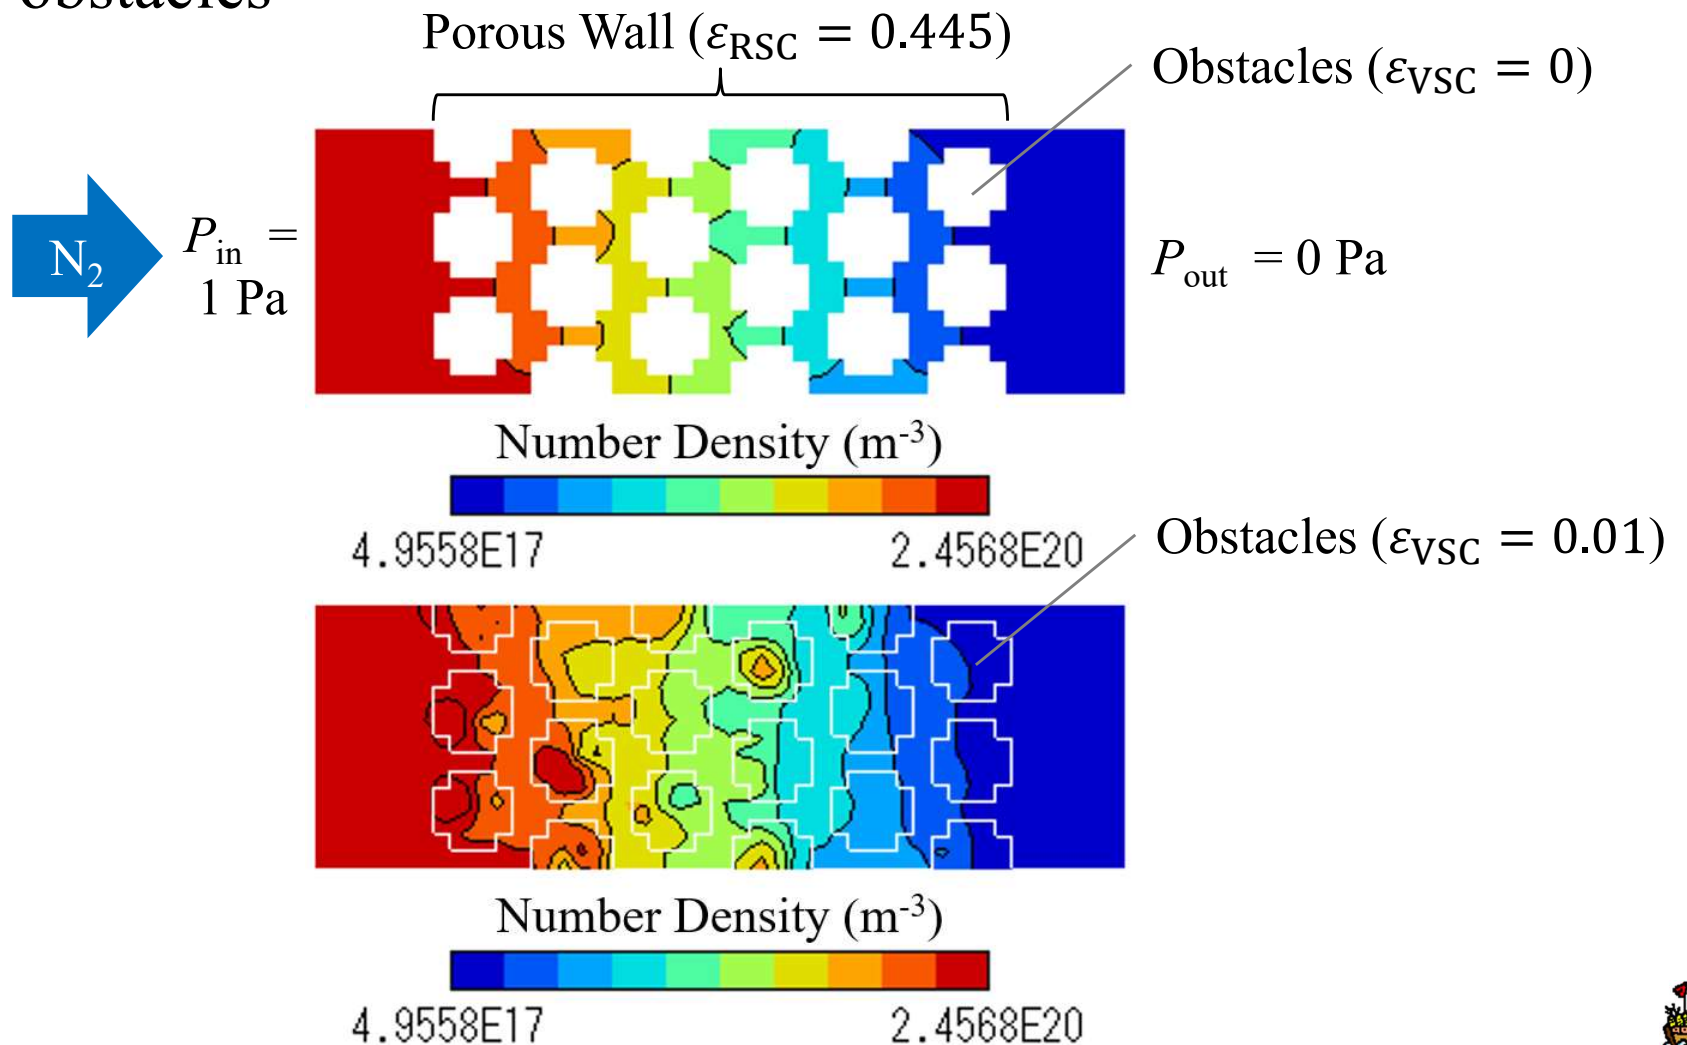 obstacles
Porous Wall (εRSC = 0.445)
Obstacles (εVSC = 0)
N2
Pin =
1 Pa
Pout = 0 Pa
Number Density (m-3)
4.9558E17
2.4568E20
Obstacles (εVSC = 0.01)
Number Density (m-3)
4.9558E17
2.4568E20